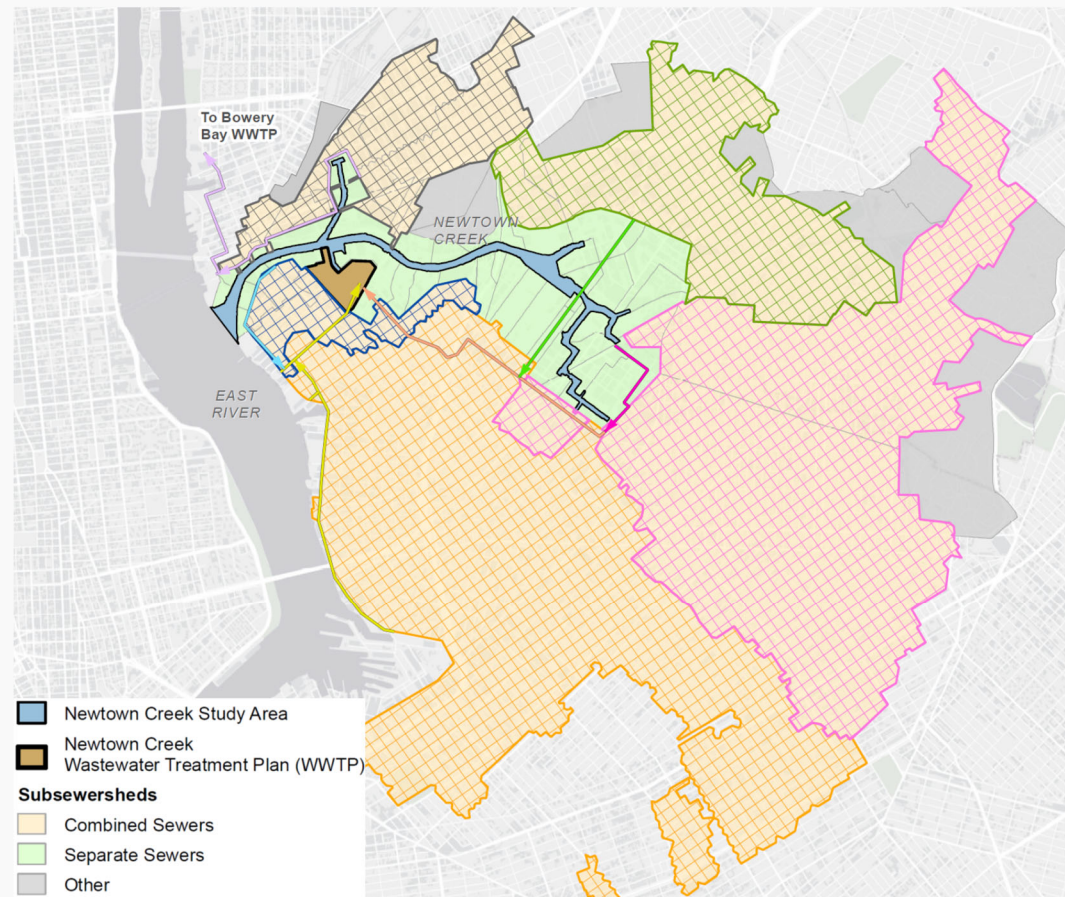 To Bowery
Bay WWTP
NEWTOWN
CREEK
EAST
RIVER
Newtown Creek Study Area
Newtown Creek
Wastewater Treatment Plan (WWTP)
Subsewersheds
Combined Sewers
Separate Sewers
Other